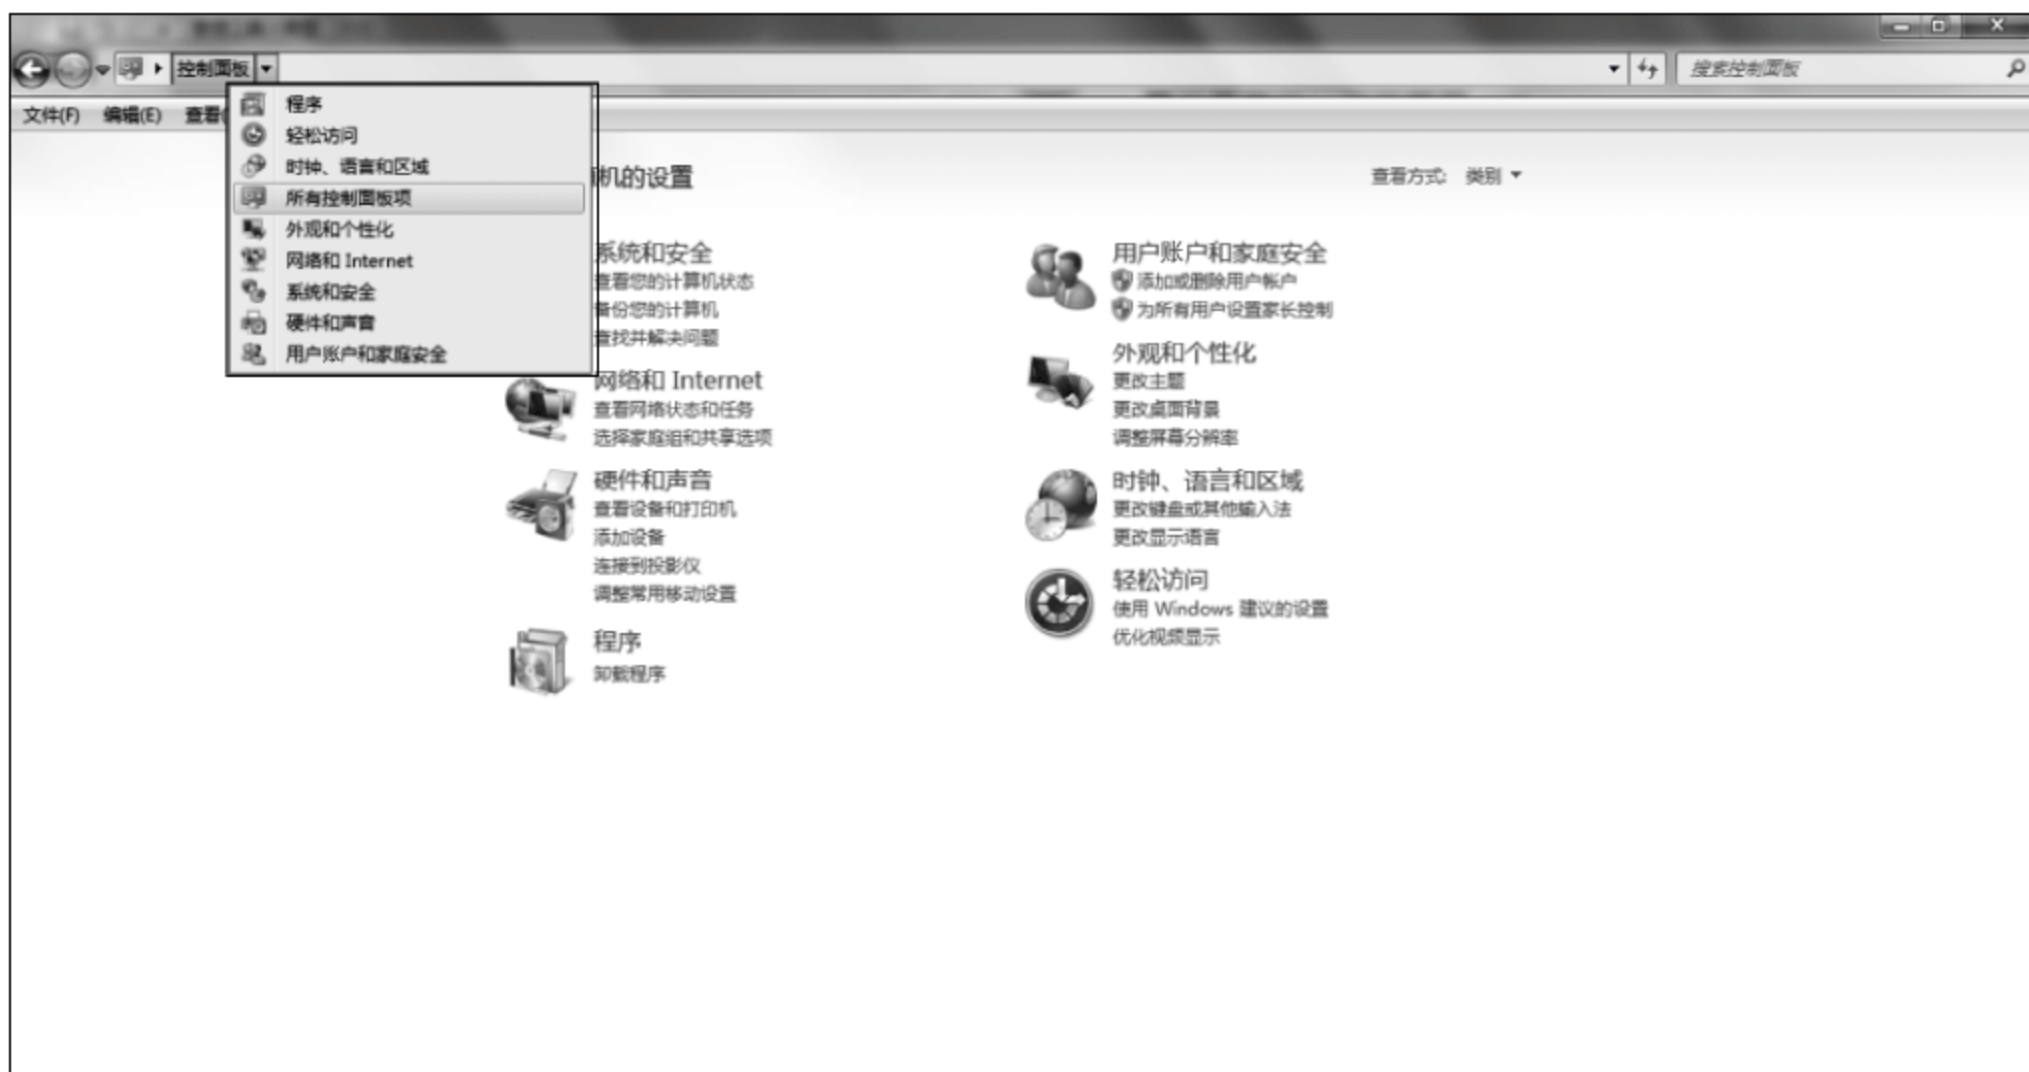 控制面板
搜索控制面板
文件(F) 编辑(E) 查看
程序
轻松访问
时钟、语言和区域
所有控制面板项
外观和个性化
网络和 Internet
系统和安全
硬件和声音
用户账户和家庭安全
机的设置
查看方式: 类别
系统和安全
查看您的计算机状态
备份您的计算机
查找并解决问题
网络和 Internet
查看网络状态和任务
选择家庭组和共享选项
硬件和声音
查看设备和打印机
添加设备
连接到投影仪
调整常用移动设置
程序
卸载程序
用户账户和家庭安全
添加或删除用户帐户
为所有用户设置家长控制
外观和个性化
更改主题
更改桌面背景
调整屏幕分辨率
时钟、语言和区域
更改键盘或其他输入法
更改显示语言
轻松访问
使用 Windows 建议的设置
优化视频显示